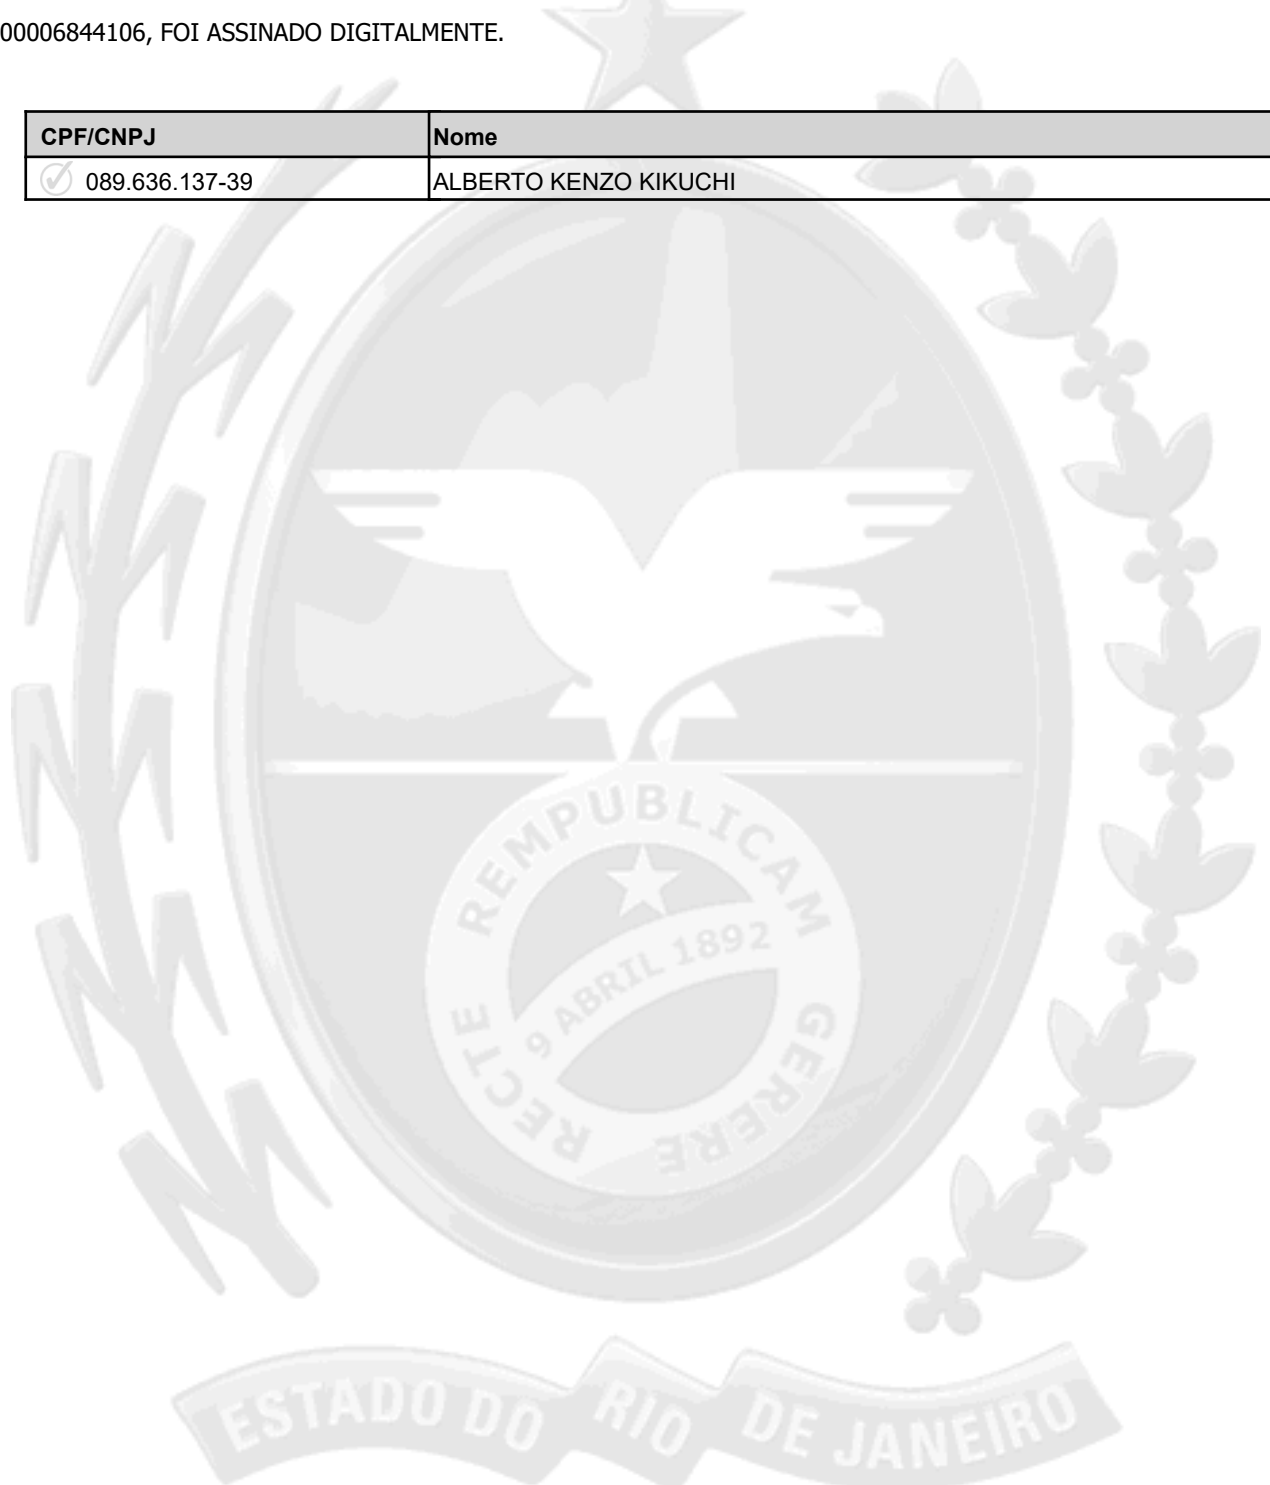 00006844106, FOI ASSINADO DIGITALMENTE.
CPF/CNPJ Nome
089.636.137-39 ALBERTO KENZO KIKUCHI
RECTE REMPUBLICAM GERERE
9 ABRIL 1892
ESTADO DO RIO DE JANEIRO